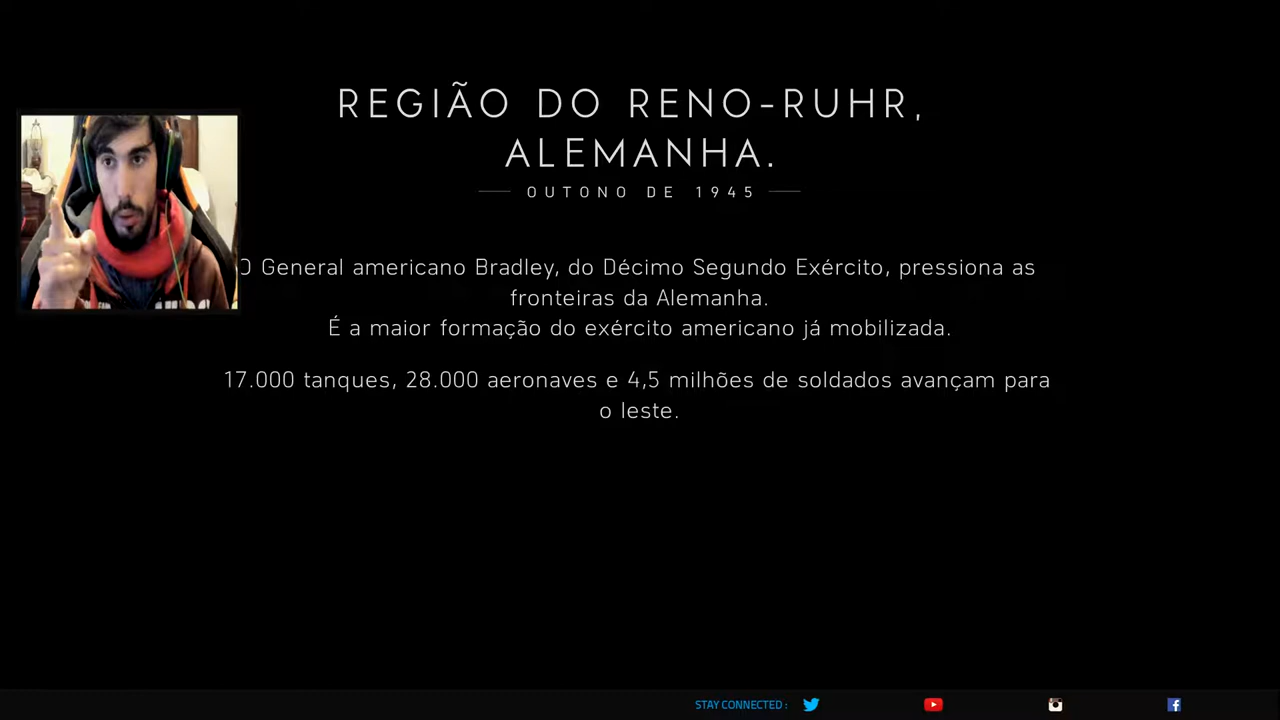 REGIÃO DO RENO-RUHR,
ALEMANHA.
OUTONO DE 1945
O General americano Bradley, do Décimo Segundo Exército, pressiona as
fronteiras da Alemanha.
É a maior formação do exército americano já mobilizada.
17.000 tanques, 28.000 aeronaves e 4,5 milhões de soldados avançam para
o leste.
STAY CONNECTED :